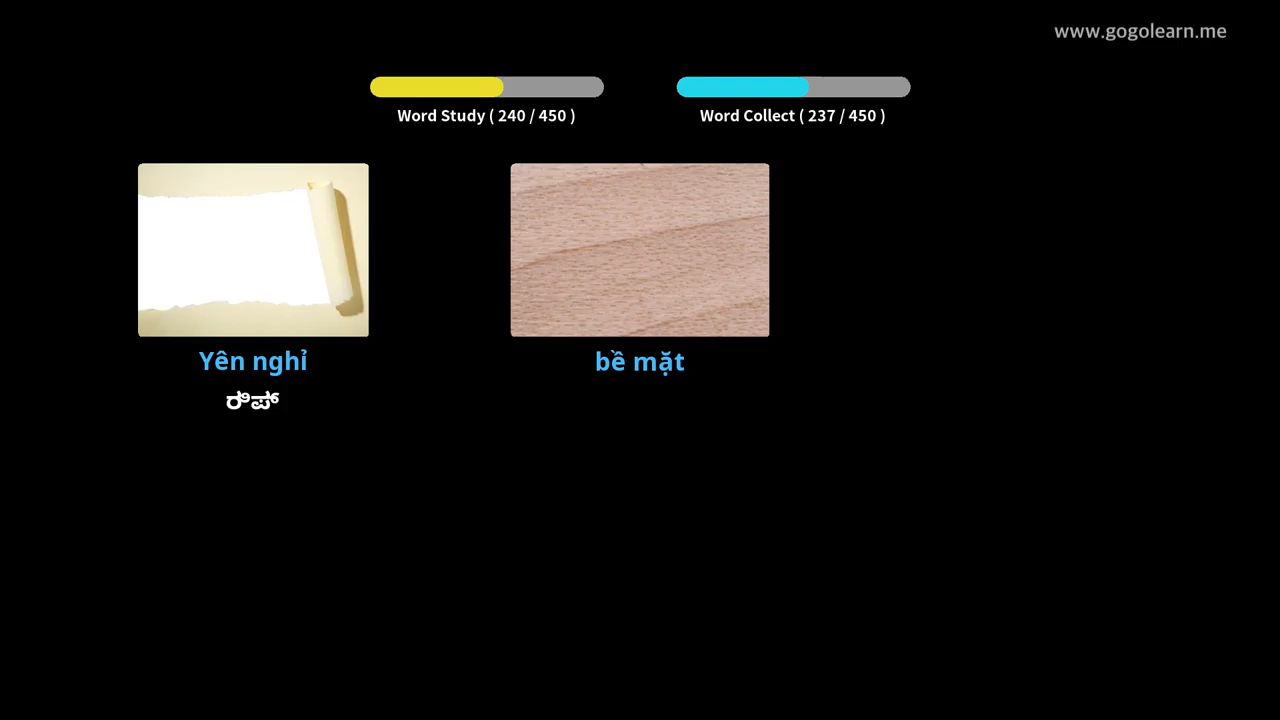 www.gogolearn.me
Word Study ( 240 / 450 )
Word Collect ( 237 / 450 )
Yên nghỉ
bề mặt
ರಿಪ್